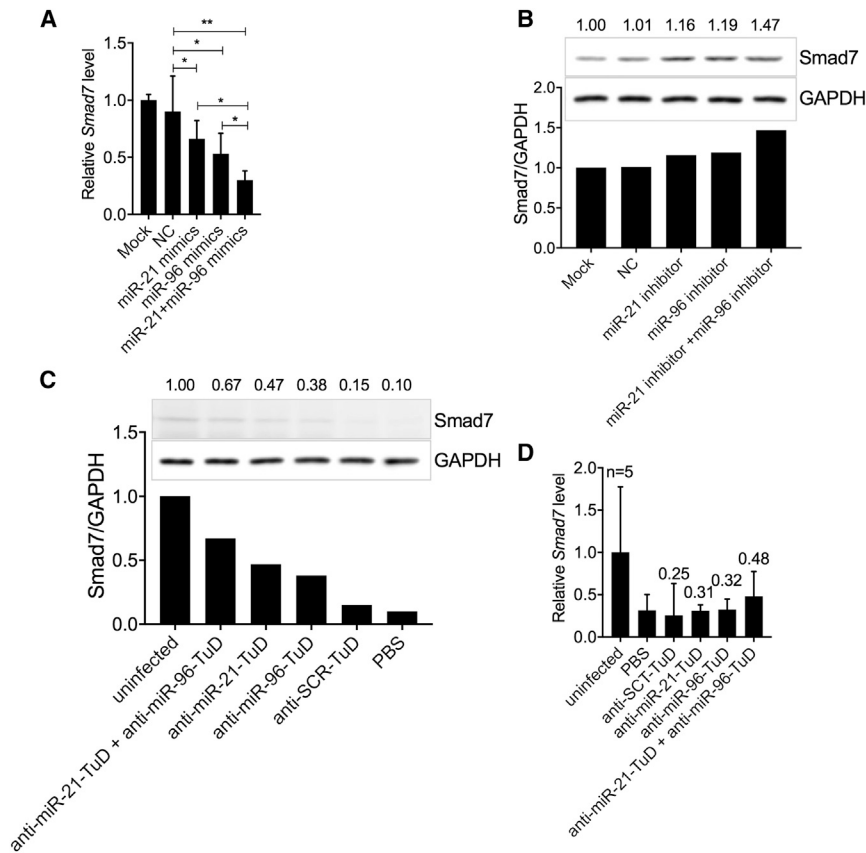 A
**
*
*
*
*
Relative Smad7 level
1.5
1.0
0.5
0.0
Mock
NC
miR-21 mimics
miR-96 mimics
miR-21+miR-96 mimics
B
1.00 1.01 1.16 1.19 1.47
Smad7
GAPDH
Smad7/GAPDH
2.0
1.5
1.0
0.5
0.0
Mock
NC
miR-21 inhibitor
miR-96 inhibitor
miR-21 inhibitor +miR-96 inhibitor
C
1.00 0.67 0.47 0.38 0.15 0.10
Smad7
GAPDH
Smad7/GAPDH
1.5
1.0
0.5
0.0
uninfected
anti-miR-21-TuD + anti-miR-96-TuD
anti-miR-21-TuD
anti-miR-96-TuD
anti-SCR-TuD
PBS
D
Relative Smad7 level
2.0
1.5
1.0
0.5
0.0
n=5
0.25
0.31
0.32
0.48
uninfected
PBS
anti-SCT-TuD
anti-miR-21-TuD
anti-miR-96-TuD
anti-miR-21-TuD + anti-miR-96-TuD